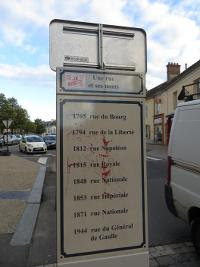 Une rue
et ses noms
1765 rue du Bourg
1794 rue de la Liberté
1812 rue Napoléon
1815 rue Royale
1848 rue Nationale
1853 rue Impériale
1871 rue Nationale
1944 rue du Général
de Gaulle